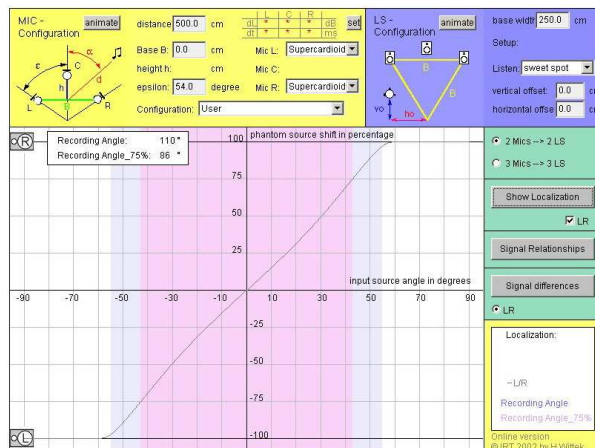 MIC -
Configuration
animate
ε
α
C
h
d
L
B
R
distance 500.0 cm
Base B: 0.0 cm
height h: cm
epsilon: 54.0 degree
Configuration: User
L C R
dL * * * dB
dt * * * ms
set
Mic L: Supercardioid
Mic C:
Mic R: Supercardioid
LS -
Configuration
animate
B
B
B
vo
ho
base width 250.0 cm
Setup:
Listen: sweet spot
vertical offset: 0.0
horizontal offse 0.0
R
Recording Angle: 110 °
Recording Angle_75%: 86 °
100 phantom source shift in percentage
75
50
25
input source angle in degrees
-90 -70 -50 -30 -10 10 30 50 70 90
-25
-50
-75
-100
L
2 Mics --> 2 LS
3 Mics --> 3 LS
Show Localization
LR
Signal Relationships
Signal differences
LR
Localization:
-L/R
Recording Angle
Recording Angle_75%
Online version
© IRT 2002 by H.Wittek